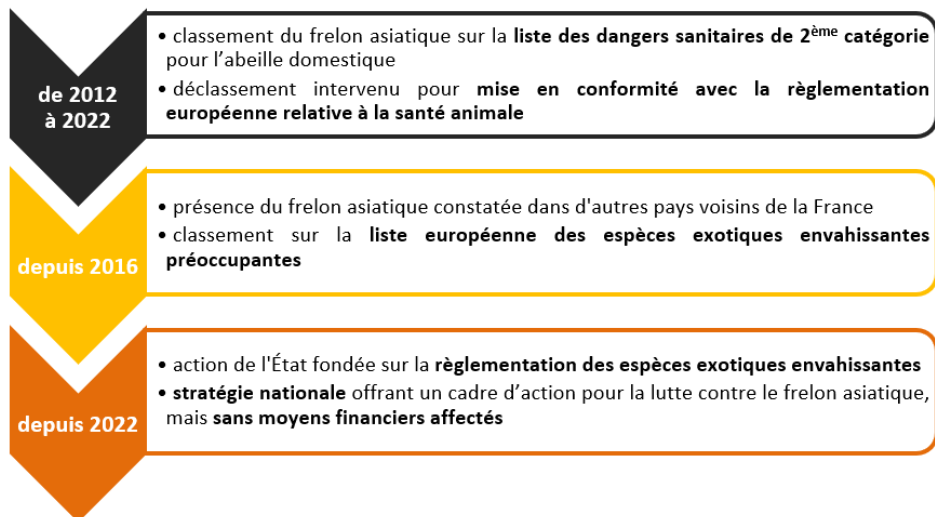 de 2012
à 2022
• classement du frelon asiatique sur la liste des dangers sanitaires de 2ème catégorie
pour l'abeille domestique
• déclassement intervenu pour mise en conformité avec la règlementation
européenne relative à la santé animale
depuis 2016
• présence du frelon asiatique constatée dans d'autres pays voisins de la France
• classement sur la liste européenne des espèces exotiques envahissantes
préoccupantes
depuis 2022
• action de l'État fondée sur la règlementation des espèces exotiques envahissantes
• stratégie nationale offrant un cadre d'action pour la lutte contre le frelon asiatique,
mais sans moyens financiers affectés